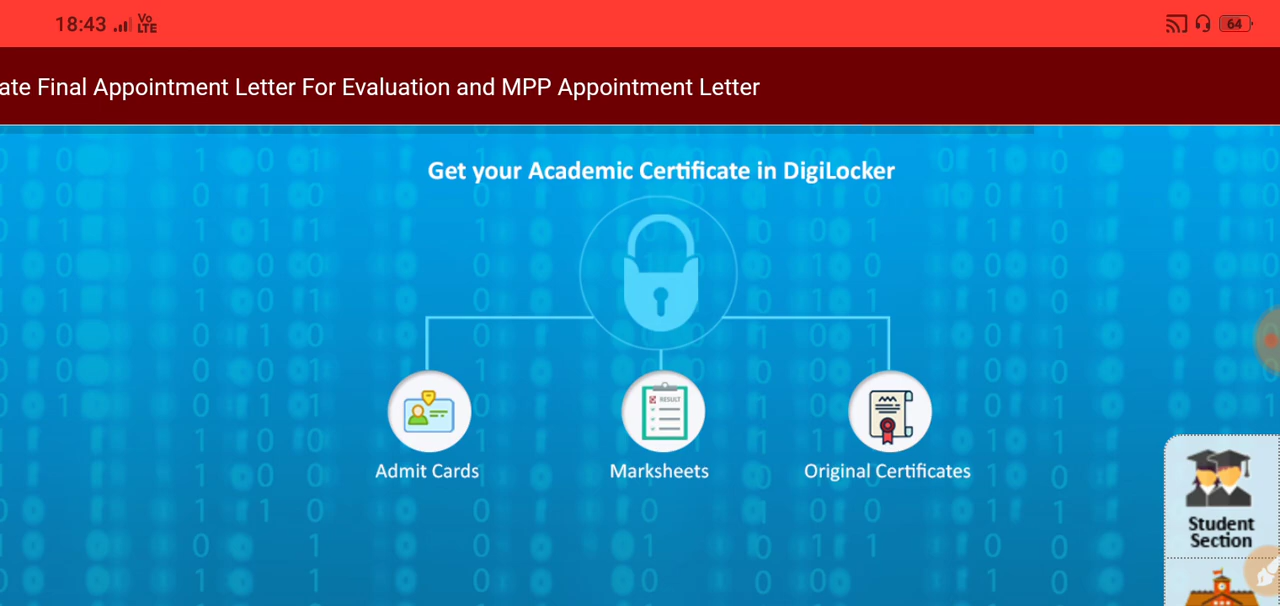 18:43 Vo LTE 64
ate Final Appointment Letter For Evaluation and MPP Appointment Letter
Get your Academic Certificate in DigiLocker
RESULT
Admit Cards Marksheets Original Certificates
Student
Section